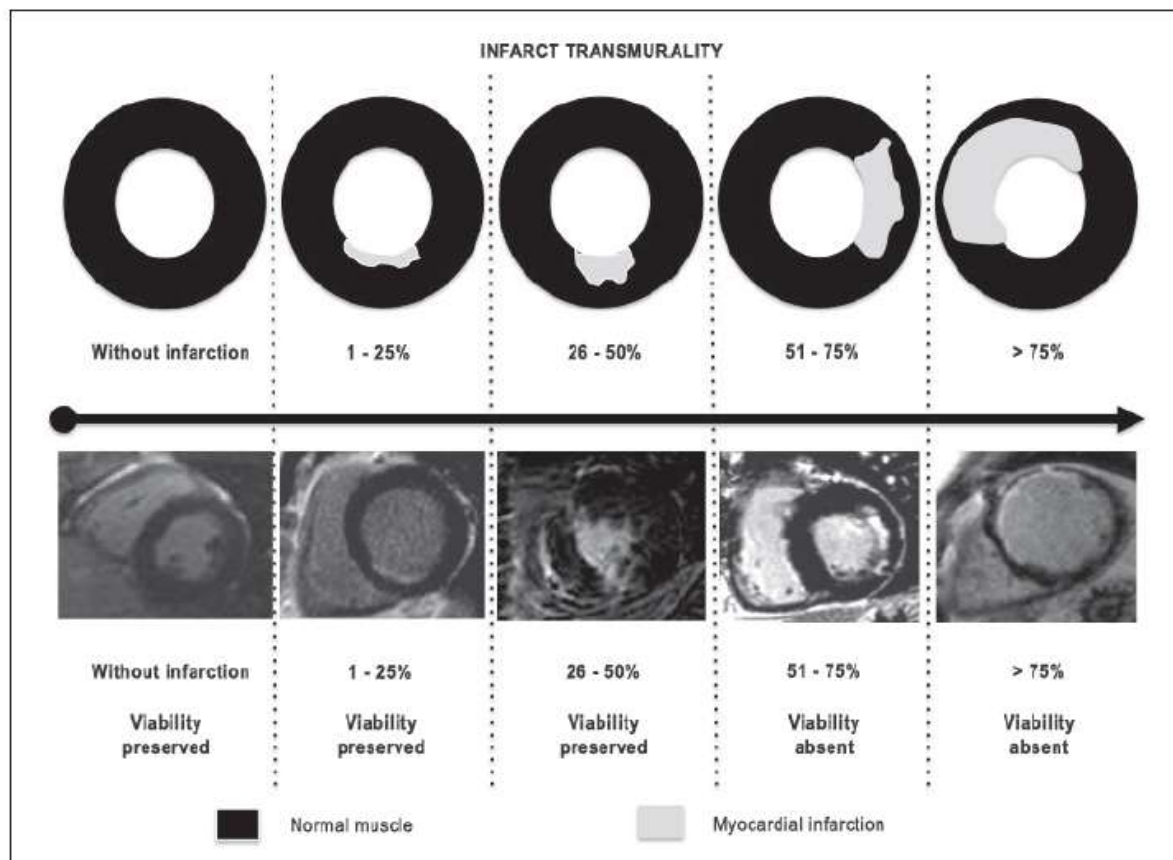 INFARCT TRANSMURALITY
Without infarction
1 - 25%
26 - 50%
51 - 75%
> 75%
Without infarction
1 - 25%
26 - 50%
51 - 75%
> 75%
Viability
preserved
Viability
preserved
Viability
preserved
Viability
absent
Viability
absent
Normal muscle
Myocardial infarction